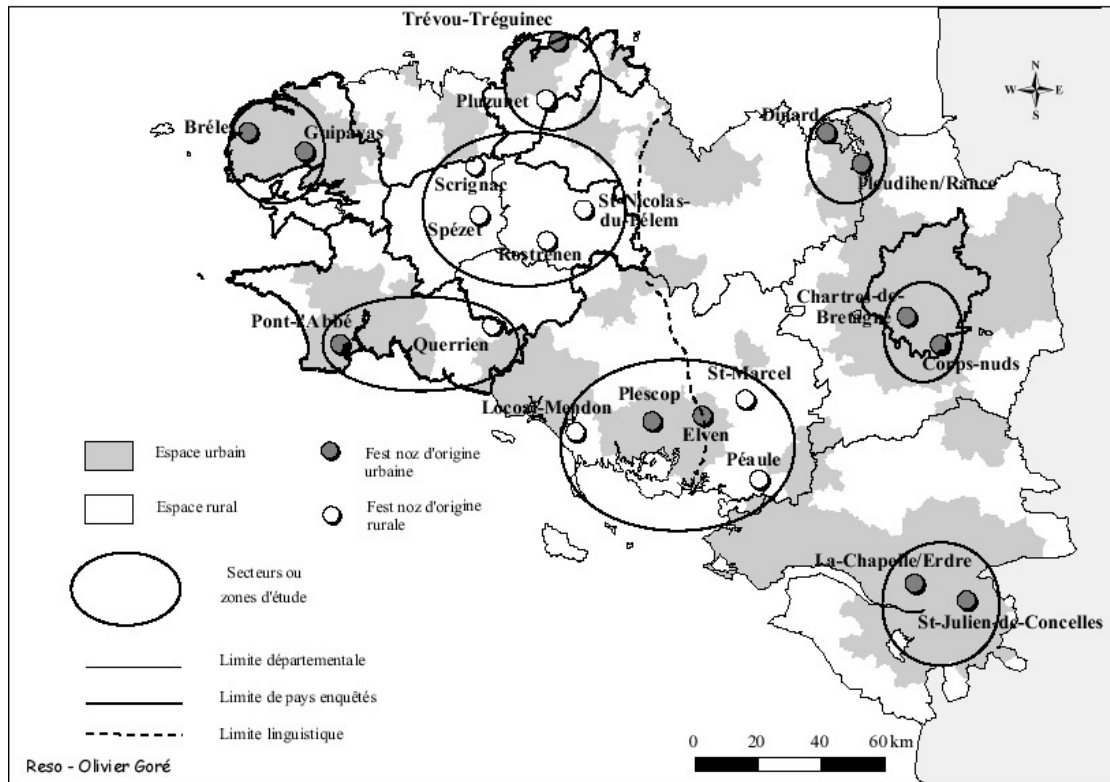 Trévou-Tréguinec
N
W E
S
Pluzunet
Brélès
Guipavas
Dinard
Pleudihen/Rance
Scrignac
St-Nicolas-
du-Pélem
Spézet
Rostrenen
Chartres-de-
Bretagne
Pont-l'Abbé
Querrien
Corps-nuds
St-Marcel
Plescop
Locoal-Mendon
Elven
Péaule
Espace urbain
Fest noz d'origine
urbaine
Espace rural
Fest noz d'origine
rurale
Secteurs ou
zones d'étude
La-Chapelle/Erdre
St-Julien-de-Concelles
Limite départementale
Limite de pays enquêtés
Limite linguistique
0 20 40 60 km
Reso - Olivier Goré